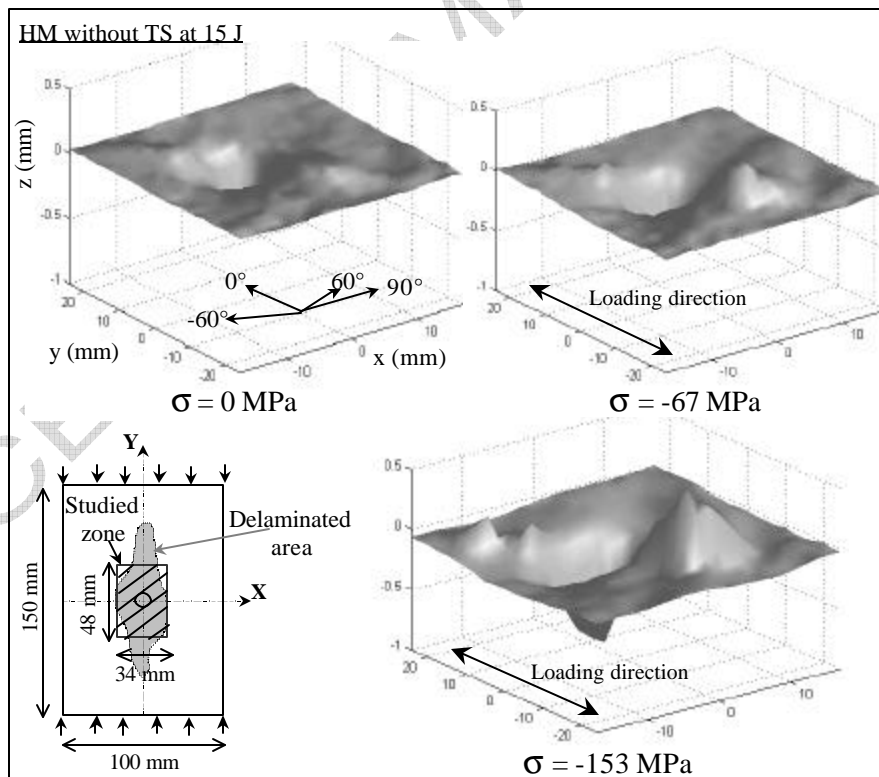 HM without TS at 15 J
0.5
0
-0.5
-1
z (mm)
20
10
0
-10
-20
y (mm)
-10
0
10
x (mm)
0°
60°
90°
-60°
σ = 0 MPa
0.5
0
-0.5
-1
20
10
0
-10
-20
-10
0
10
Loading direction
σ = -67 MPa
Y
Studied
zone
Delaminated
area
X
150 mm
48 mm
34 mm
100 mm
0.5
0
-0.5
-1
20
10
0
-10
-20
-10
0
10
Loading direction
σ = -153 MPa